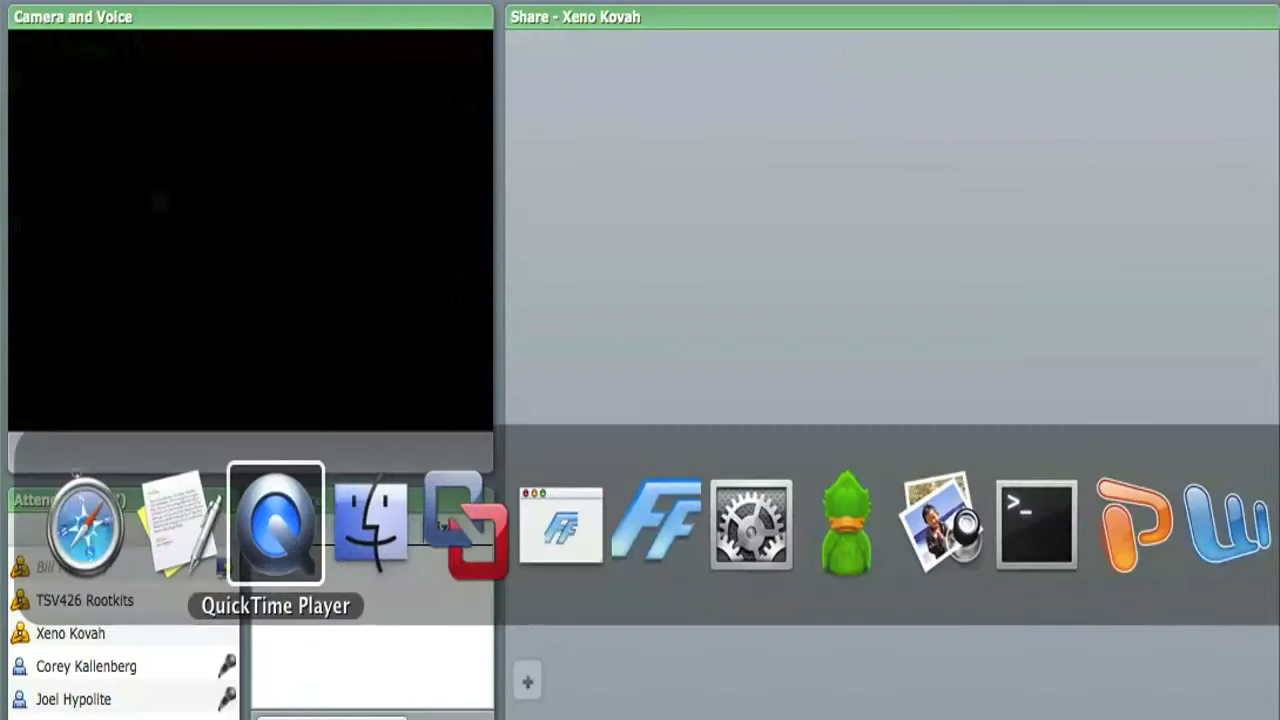 Camera and Voice
Share - Xeno Kovah
QuickTime Player
>_
TSV426 Rootkits
Xeno Kovah
Corey Kallenberg
Joel Hypolite